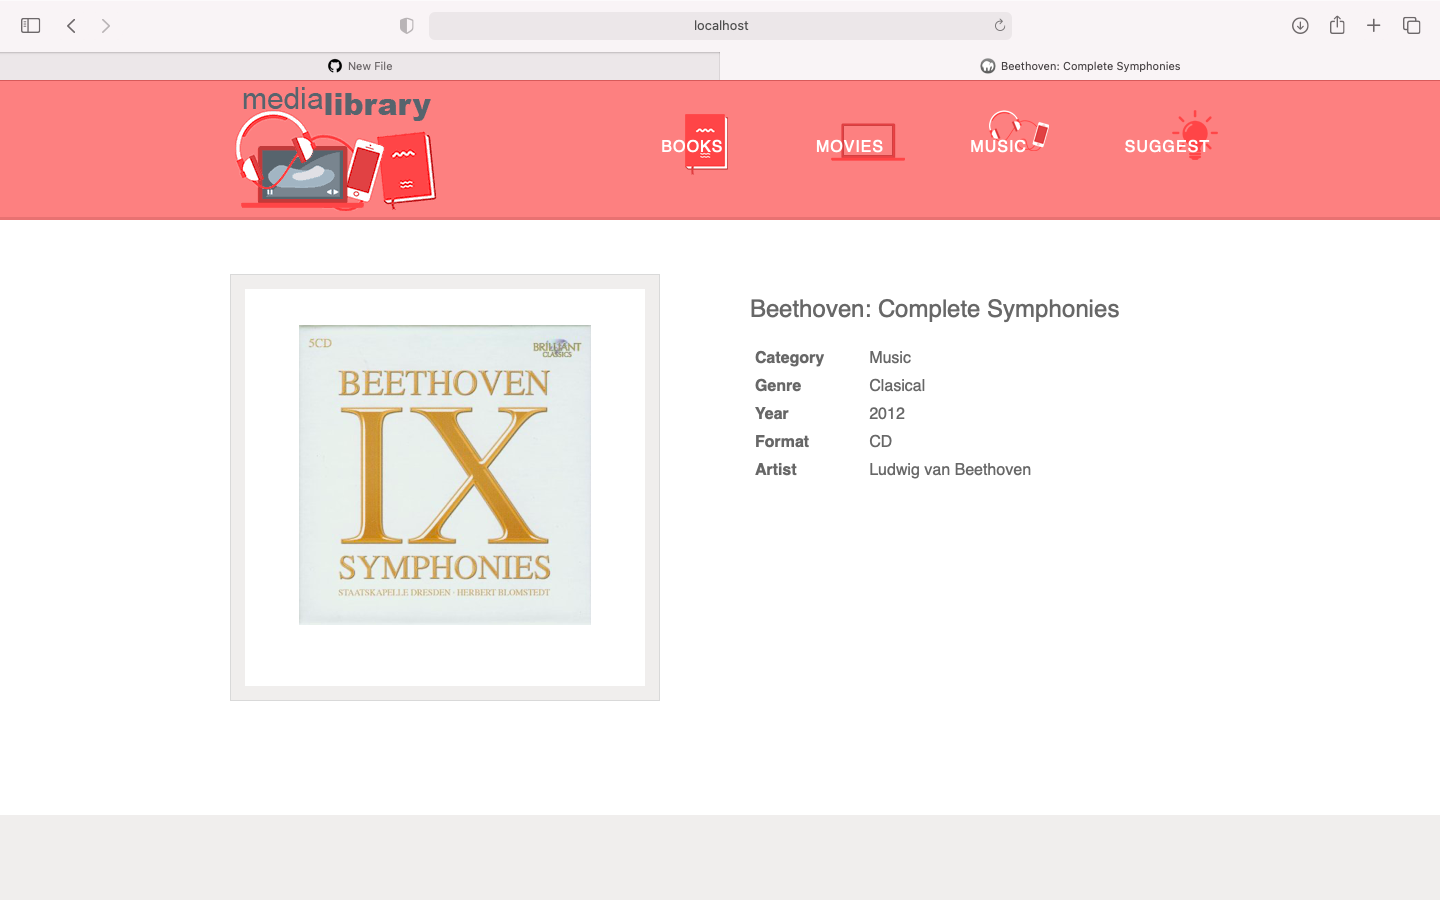 localhost
New File
Beethoven: Complete Symphonies
medialibrary
BOOKS
MOVIES
MUSIC
SUGGEST
5CD
BRILLIANT
CLASSICS
BEETHOVEN
IX
SYMPHONIES
STAATSKAPELLE DRESDEN · HERBERT BLOMSTEDT
Beethoven: Complete Symphonies
Category Music
Genre Clasical
Year 2012
Format CD
Artist Ludwig van Beethoven